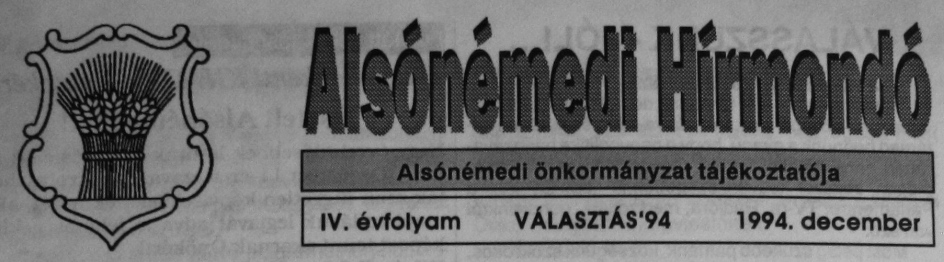 Alsónémedi Hírmondó
Alsónémedi önkormányzat tájékoztatója
IV. évfolyam VÁLASZTÁS'94 1994. december